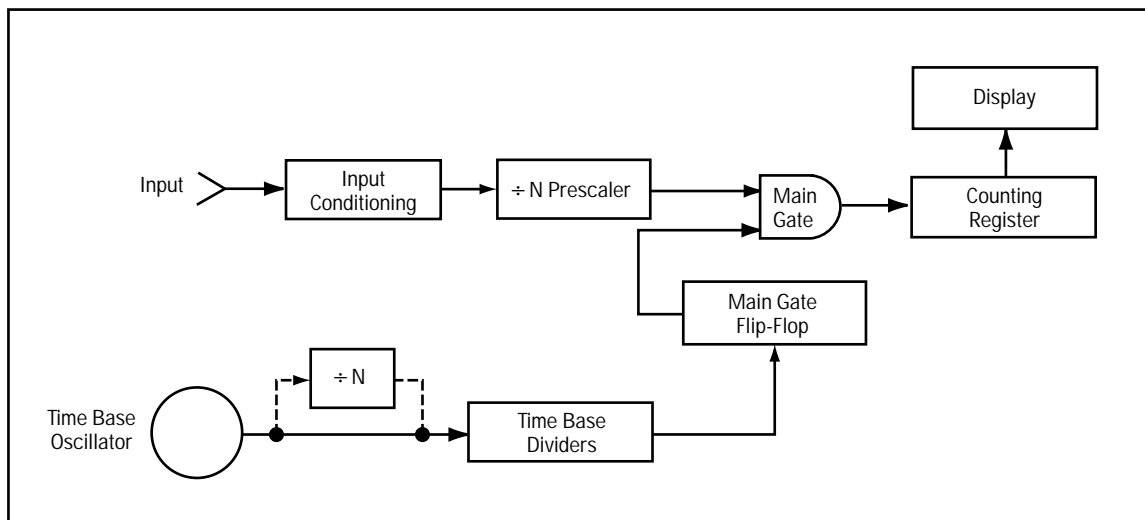 Display
Input
Input
Conditioning
÷ N Prescaler
Main
Gate
Counting
Register
Main Gate
Flip-Flop
÷ N
Time Base
Oscillator
Time Base
Dividers